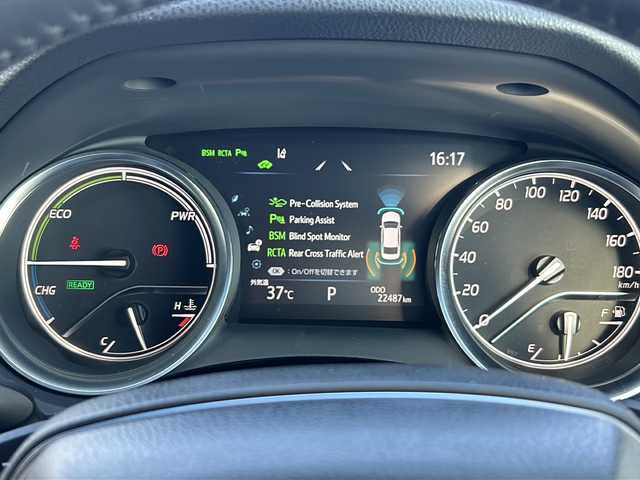 BSM RCTA P
16:17
Pre-Collision System
P Parking Assist
BSM Blind Spot Monitor
RCTA Rear Cross Traffic Alert
OK : On/Offを切替できます
外気温
37℃
P
ODO
22487km
ECO
PWR
CHG
READY
H
C
0
20
40
60
80
100
120
140
160
180
km/h
F
E